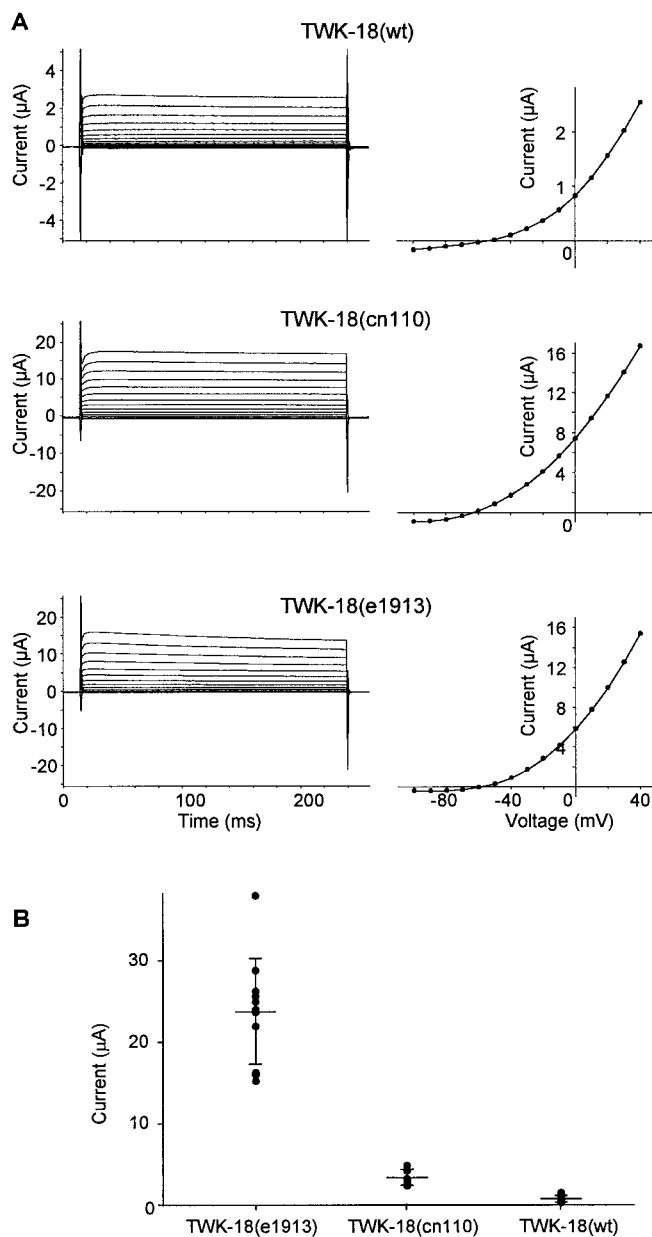 A
TWK-18(wt)
Current (µA)
4
2
0
-2
-4
Current (µA)
2
1
0
TWK-18(cn110)
Current (µA)
20
10
0
-10
-20
Current (µA)
16
12
8
4
0
TWK-18(e1913)
Current (µA)
20
10
0
-10
-20
0 100 200
Time (ms)
Current (µA)
16
12
8
4
-80 -40 0 40
Voltage (mV)
B
Current (µA)
30
20
10
0
TWK-18(e1913) TWK-18(cn110) TWK-18(wt)